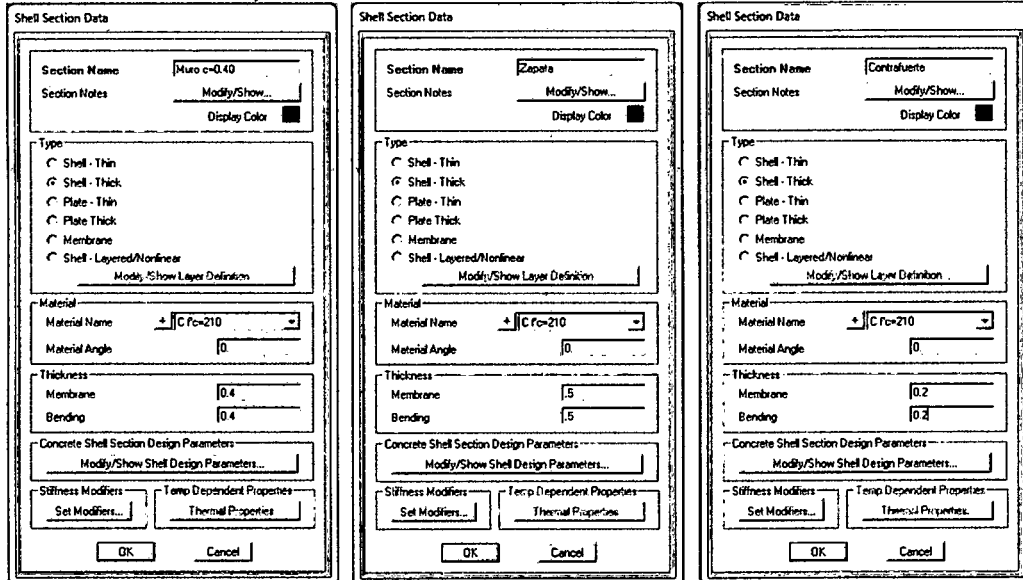 Shell Section Data
Section Name Muro c=0.40
Section Notes Modify/Show...
Display Color
Type
Shell - Thin
Shell - Thick
Plate - Thin
Plate Thick
Membrane
Shell - Layered/Nonlinear
Modify/Show Layer Definition
Material
Material Name + C f'c=210
Material Angle 0.
Thickness
Membrane 0.4
Bending 0.4
Concrete Shell Section Design Parameters
Modify/Show Shell Design Parameters...
Stiffness Modifiers Temp Dependent Properties
Set Modifiers... Thermal Properties
OK Cancel
Shell Section Data
Section Name Zapata
Section Notes Modify/Show...
Display Color
Type
Shell - Thin
Shell - Thick
Plate - Thin
Plate Thick
Membrane
Shell - Layered/Nonlinear
Modify/Show Layer Definition
Material
Material Name + C f'c=210
Material Angle 0.
Thickness
Membrane .5
Bending .5
Concrete Shell Section Design Parameters
Modify/Show Shell Design Parameters...
Stiffness Modifiers Temp Dependent Properties
Set Modifiers... Thermal Properties
OK Cancel
Shell Section Data
Section Name Contrafuerte
Section Notes Modify/Show...
Display Color
Type
Shell - Thin
Shell - Thick
Plate - Thin
Plate Thick
Membrane
Shell - Layered/Nonlinear
Modify/Show Layer Definition
Material
Material Name + C f'c=210
Material Angle 0.
Thickness
Membrane 0.2
Bending 0.2
Concrete Shell Section Design Parameters
Modify/Show Shell Design Parameters...
Stiffness Modifiers Temp Dependent Properties
Set Modifiers... Thermal Properties.
OK Cancel